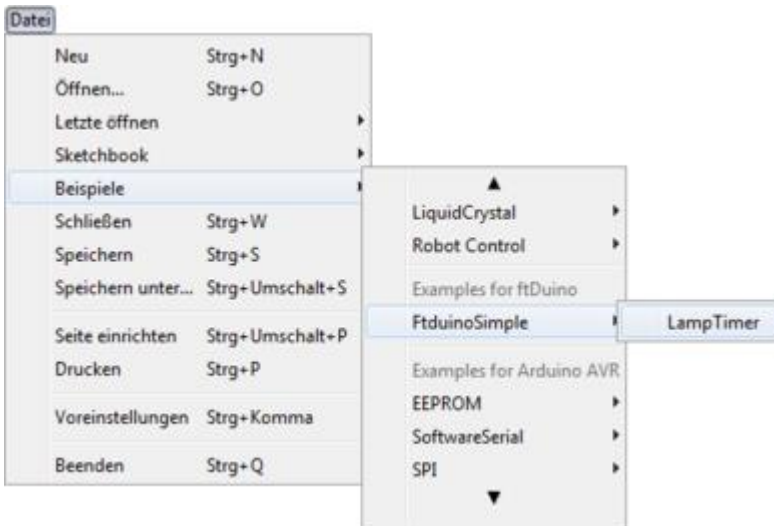 Datei
Neu Strg+N
Öffnen... Strg+O
Letzte öffnen
Sketchbook
Beispiele
Schließen Strg+W
Speichern Strg+S
Speichern unter... Strg+Umschalt+S
Seite einrichten Strg+Umschalt+P
Drucken Strg+P
Voreinstellungen Strg+Komma
Beenden Strg+Q
LiquidCrystal
Robot Control
Examples for ftDuino
FtduinoSimple
Examples for Arduino AVR
EEPROM
SoftwareSerial
SPI
LampTimer